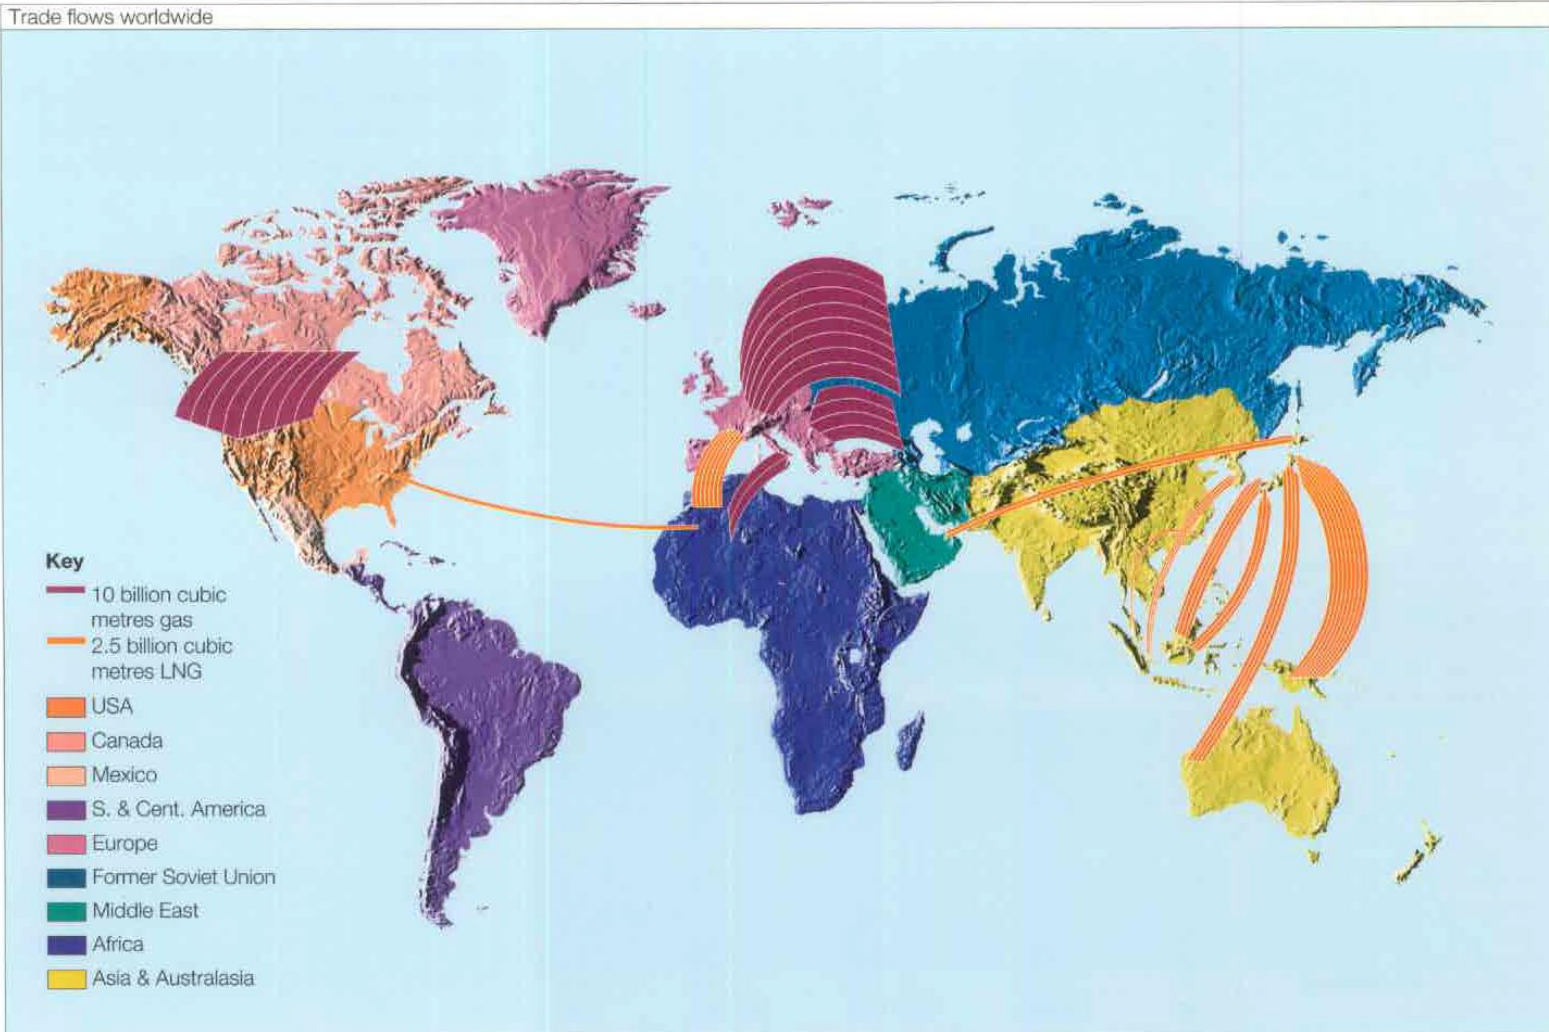 Trade flows worldwide
Key
10 billion cubic
metres gas
2.5 billion cubic
metres LNG
USA
Canada
Mexico
S. & Cent. America
Europe
Former Soviet Union
Middle East
Africa
Asia & Australasia